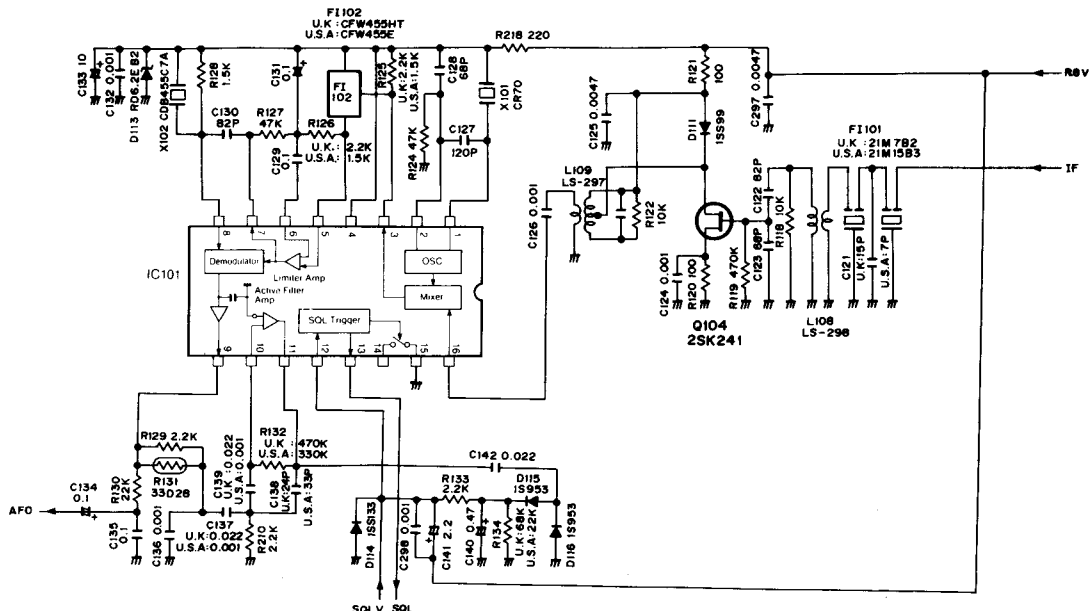 FI102
U.K : CFW455HT
U.S.A : CFW455E
C133 10
C132 0.001
D113 RD6.2E B2
X102 CDB455C7A
R128
1.5K
C131
0.1
FI
102
R125
U.K : 2.2K
U.S.A : 1.5K
C128
68P
X101
CR70
R218 220
R121
100
C297 0.0047
R8V
C130
82P
R127
47K
R126
U.K. : 2.2K
U.S.A : 1.5K
C129
0.1
R124 47K
C127
120P
C125 0.0047
D111
1SS99
FI101
U.K : 21M7B2
U.S.A : 21M15B3
IF
L109
LS-297
R122
10K
C126 0.001
C122 82P
R118
10K
C123 68P
C121
U.K:15P
U.S.A : 7P
C124 0.001
R120 100
R119 470K
Q104
2SK241
L108
LS-298
IC101
8
7
6
5
4
3
2
1
Demodulator
Limiter Amp
Active Filter
Amp
OSC
Mixer
SQL Trigger
9
10
11
12
13
14
15
16
R129 2.2K
R131
33D28
R130
22K
C134
0.1
AFO
C135
0.1
C136 0.001
C137
U.K:0.022
U.S.A:0.001
C139
U.K :0.022
U.S.A:0.001
R132
U.K : 470K
U.S.A : 330K
C138
U.K:24P
U.S.A:33P
R210
2.2K
C142 0.022
D114 1SS133
C298 0.001
C141 2.2
R133
2.2K
C140 0.47
R134
U.K:68K
U.S.A:22K
D115
1S953
D116 1S953
SQLV SQL